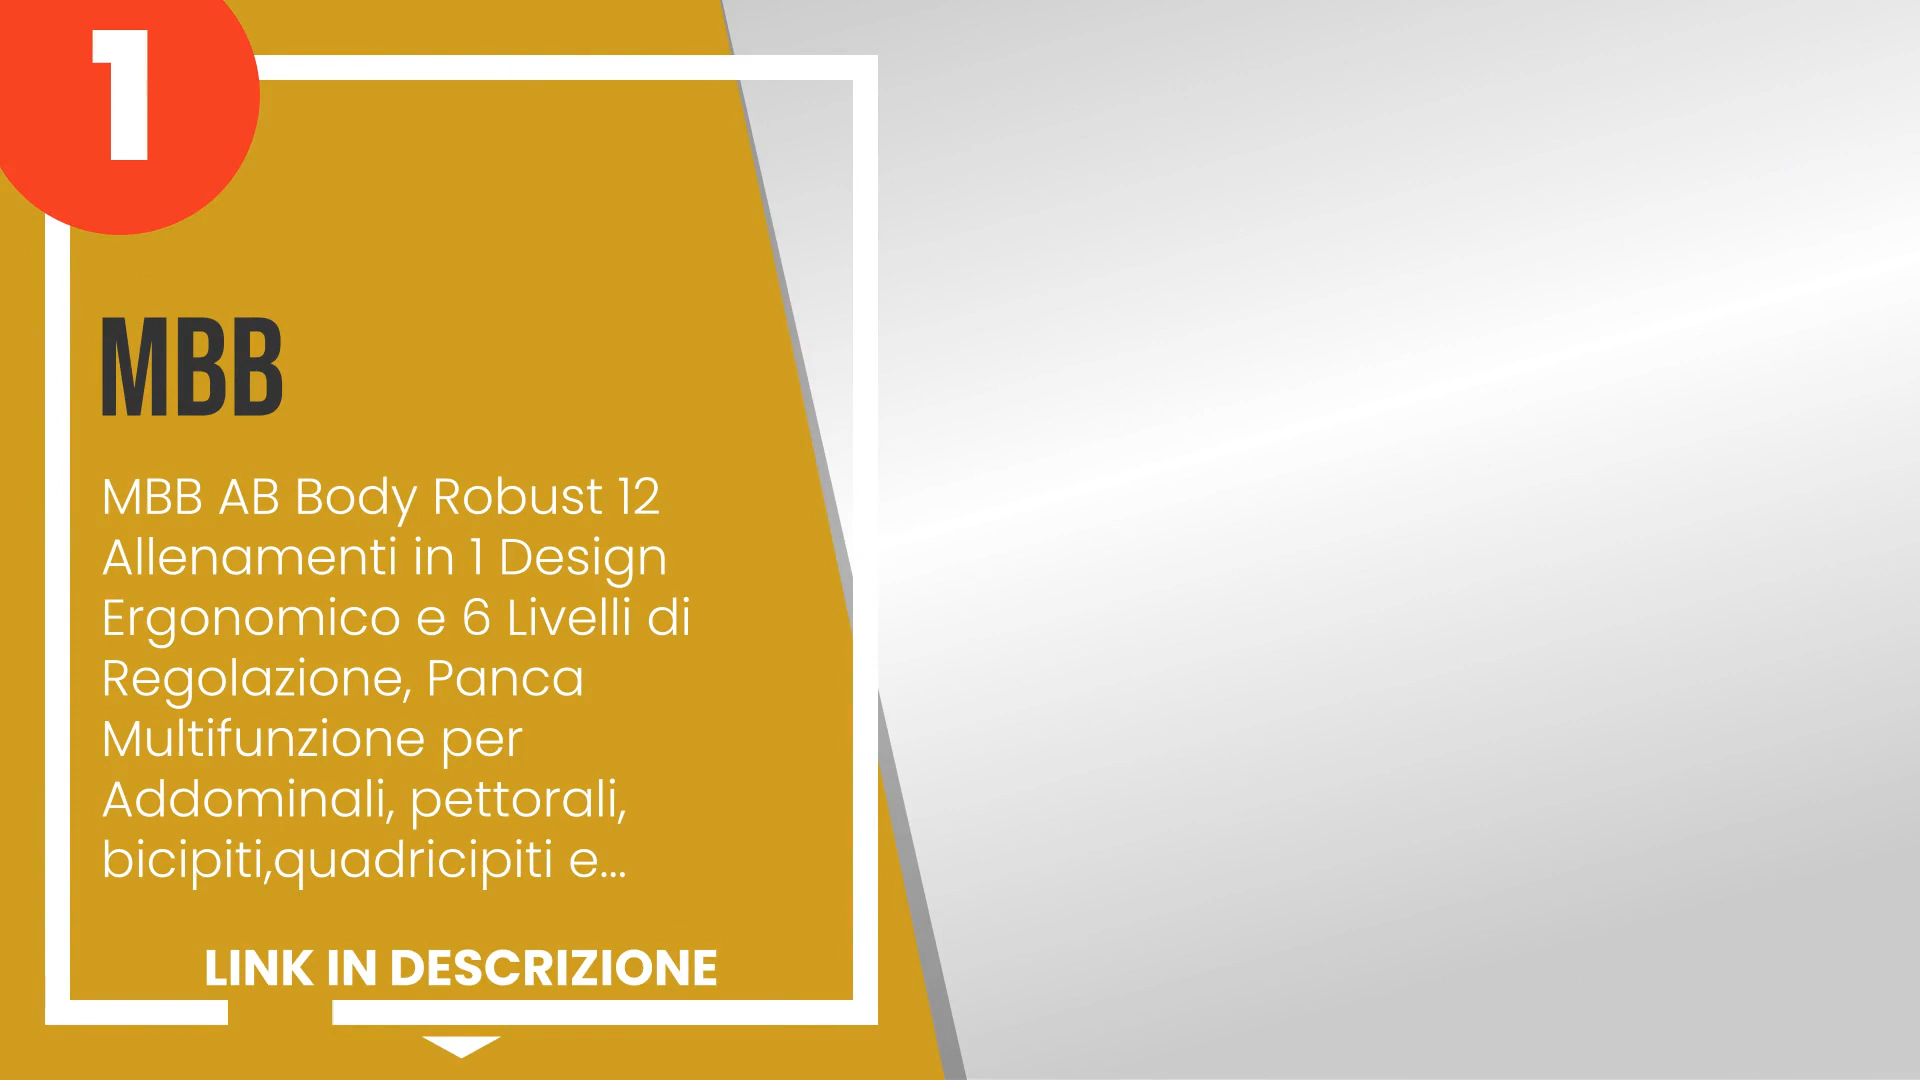 1
MBB
MBB AB Body Robust 12
Allenamenti in 1 Design
Ergonomico e 6 Livelli di
Regolazione, Panca
Multifunzione per
Addominali, pettorali,
bicipiti,quadricipiti e...
LINK IN DESCRIZIONE